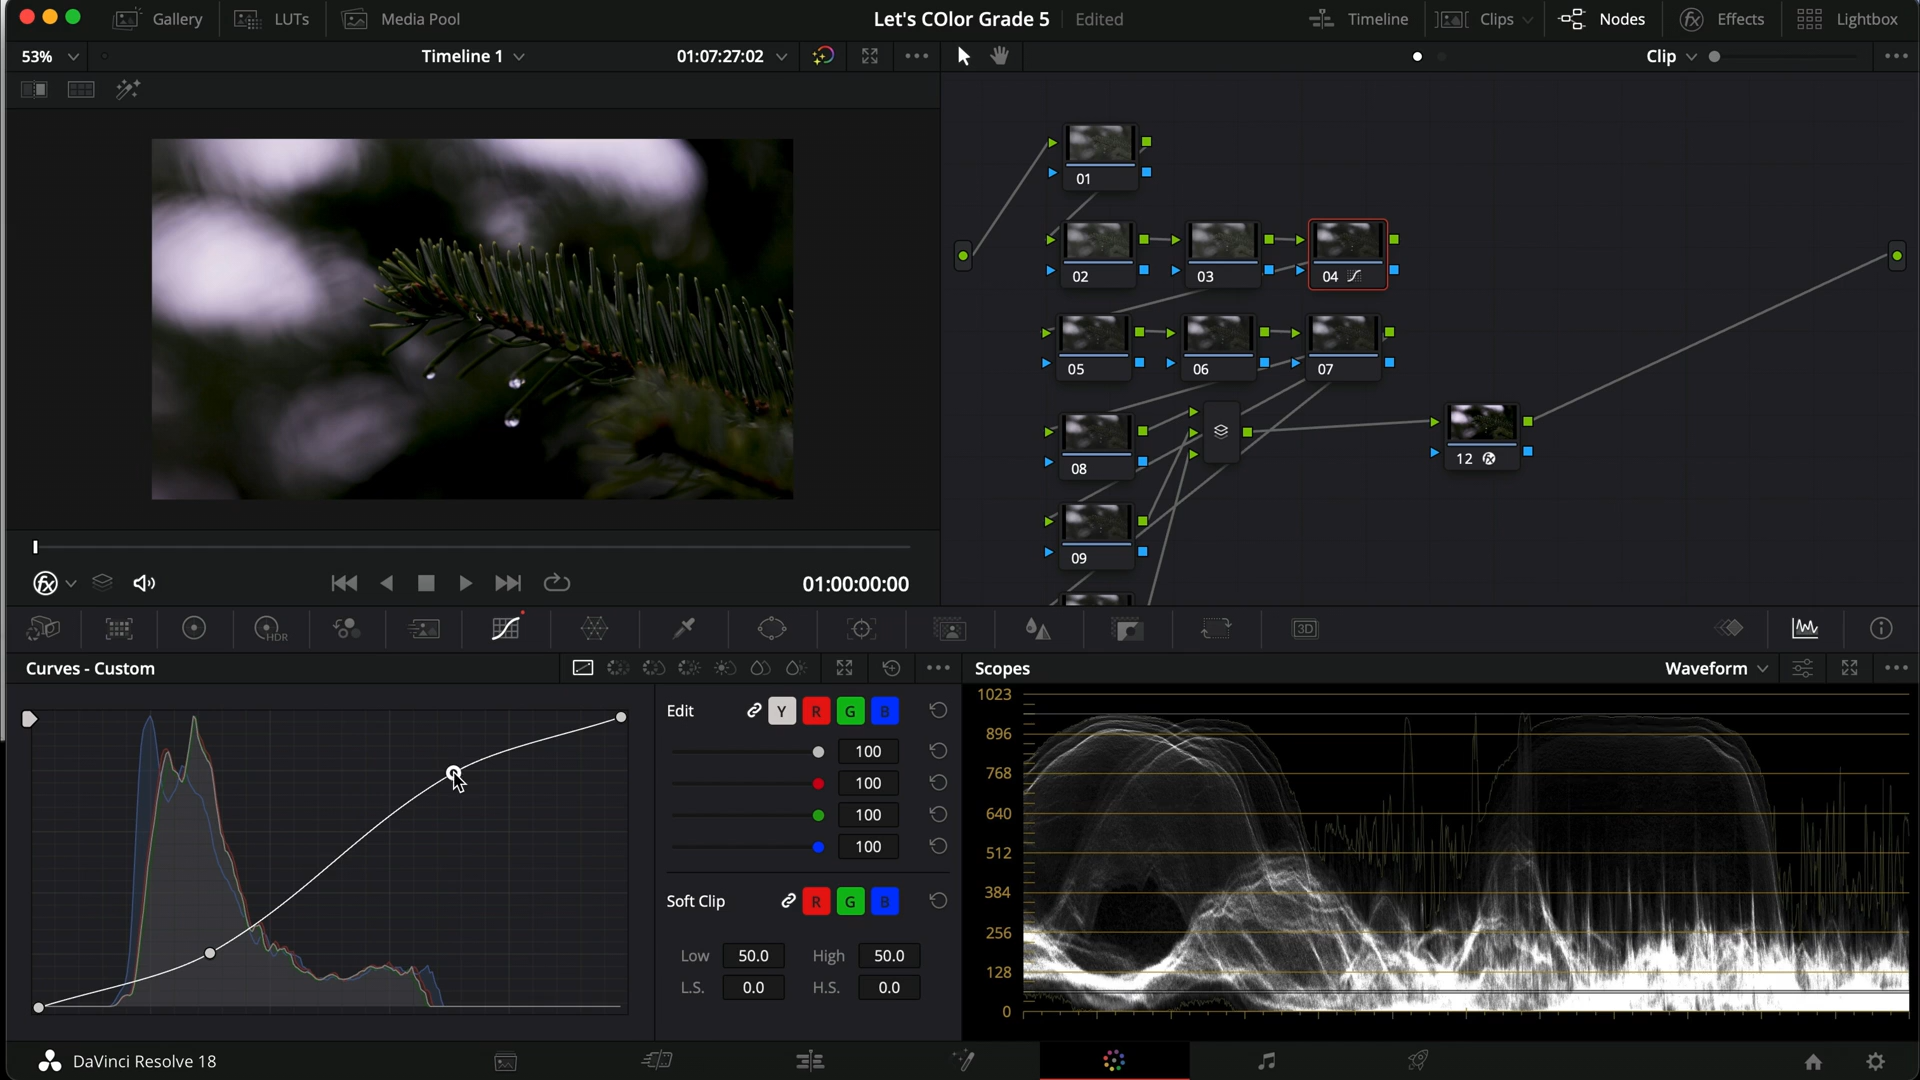 Gallery
LUTs
Media Pool
Let's COlor Grade 5
Edited
Timeline
Clips
Nodes
Effects
Lightbox
53%
Timeline 1
01:07:27:02
Clip
01
02
03
04
05
06
07
08
09
12
01:00:00:00
HDR
3D
Curves - Custom
Scopes
Waveform
Edit
Y
R
G
B
100
100
100
100
Soft Clip
R
G
B
Low
50.0
High
50.0
L.S.
0.0
H.S.
0.0
1023
896
768
640
512
384
256
128
0
DaVinci Resolve 18